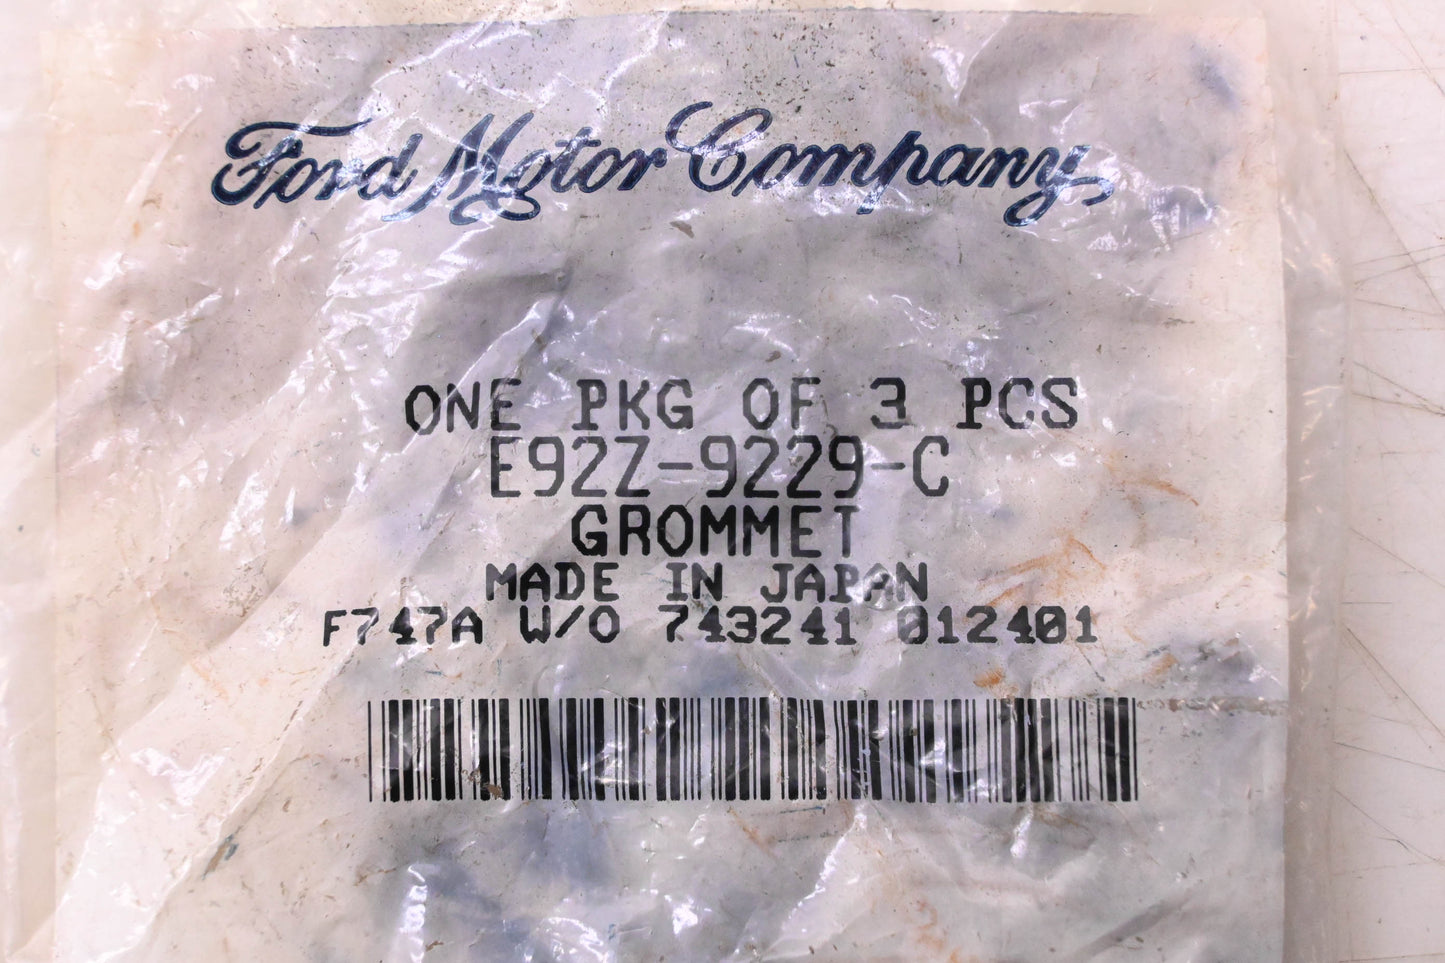 Ford Motor Company
ONE PKG OF 3 PCS
E92Z-9229-C
GROMMET
MADE IN JAPAN
F747A W/O 743241 012401